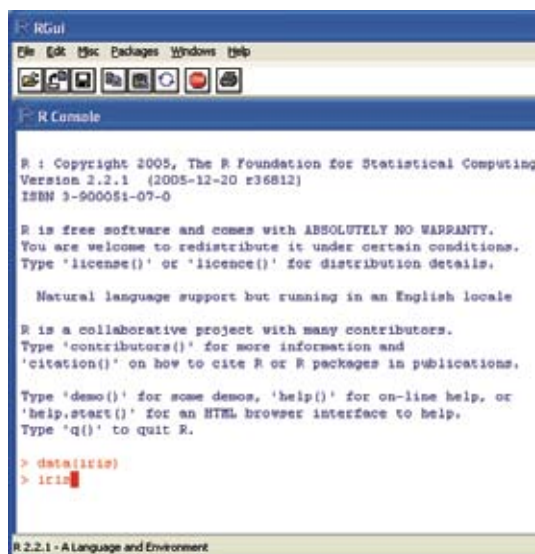 RGui
File Edit Misc Packages Windows Help
R Console
R : Copyright 2005, The R Foundation for Statistical Computing
Version 2.2.1 (2005-12-20 r36812)
ISBN 3-900051-07-0
R is free software and comes with ABSOLUTELY NO WARRANTY.
You are welcome to redistribute it under certain conditions.
Type 'license()' or 'licence()' for distribution details.
Natural language support but running in an English locale
R is a collaborative project with many contributors.
Type 'contributors()' for more information and
'citation()' on how to cite R or R packages in publications.
Type 'demo()' for some demos, 'help()' for on-line help, or
'help.start()' for an HTML browser interface to help.
Type 'q()' to quit R.
> data(iris)
> iris
R 2.2.1 - A Language and Environment